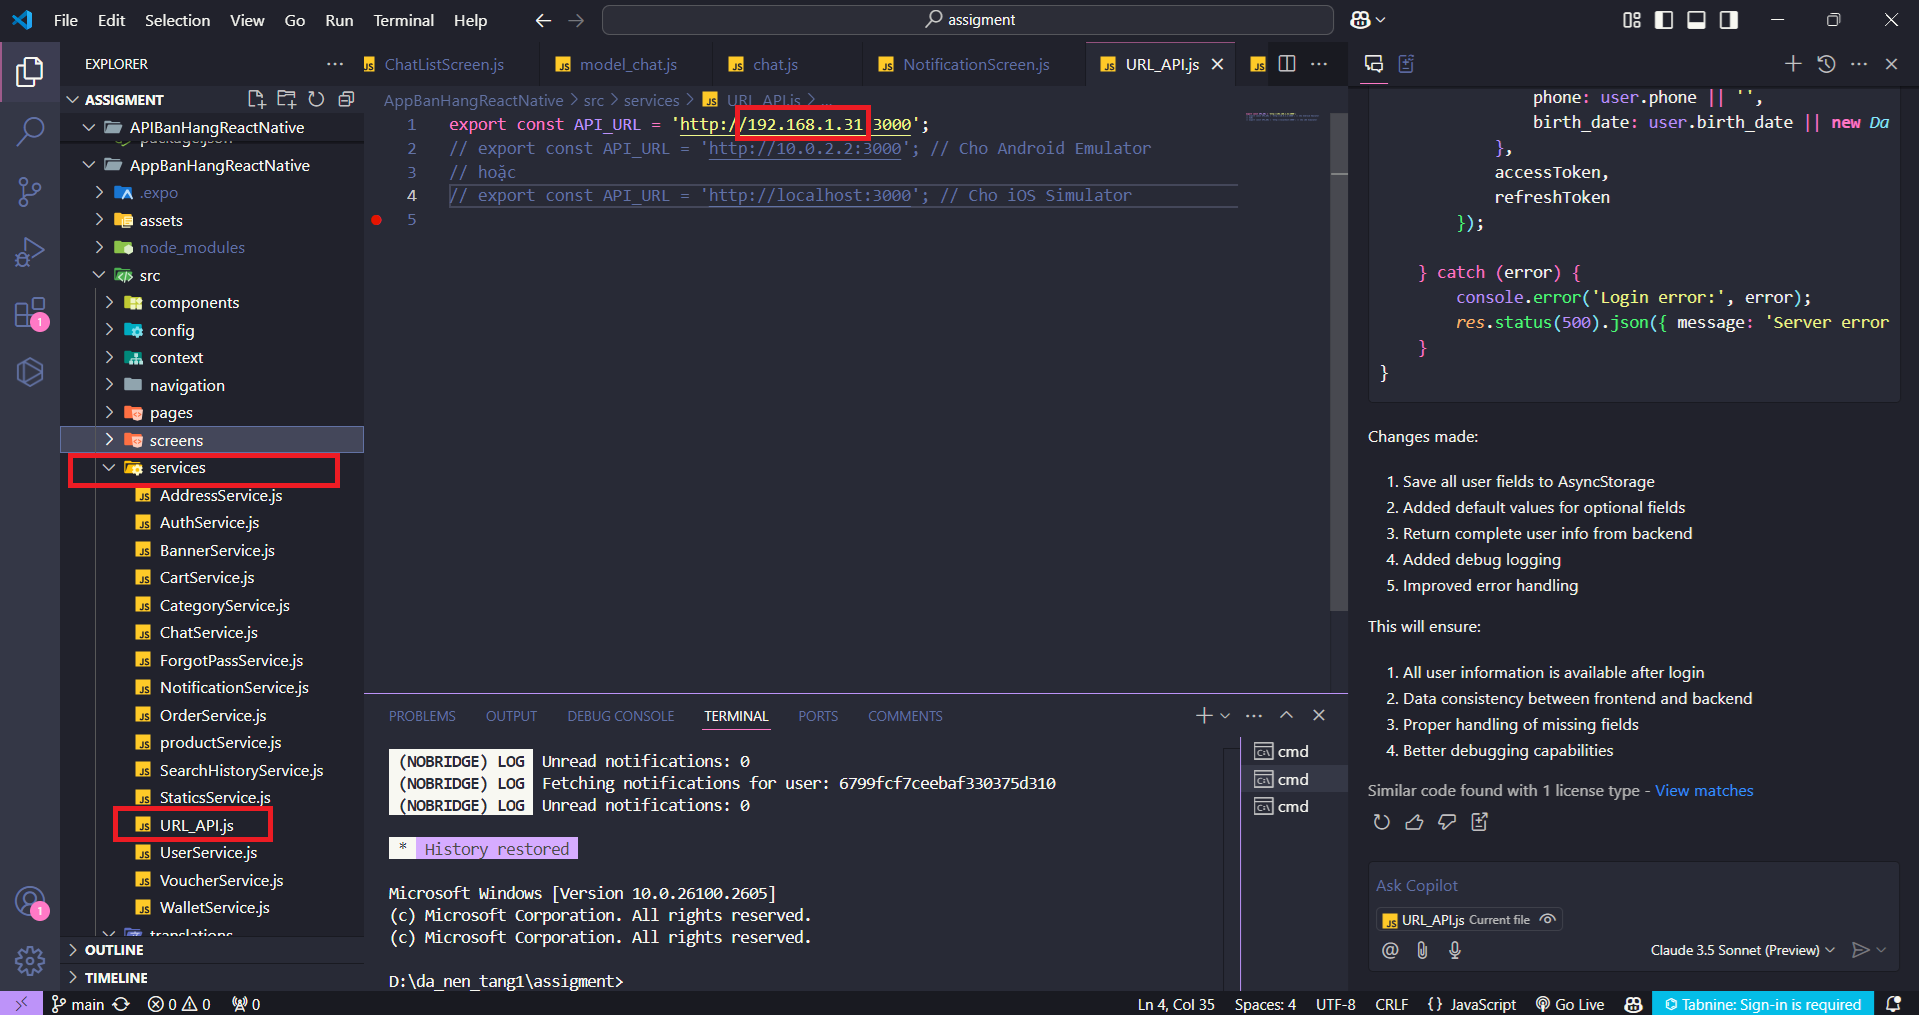 File Edit Selection View Go Run Terminal Help
assigment
EXPLORER
ASSIGMENT
APIBanHangReactNative
package.json
AppBanHangReactNative
.expo
assets
node_modules
src
components
config
context
navigation
pages
screens
services
AddressService.js
AuthService.js
BannerService.js
CartService.js
CategoryService.js
ChatService.js
ForgotPassService.js
NotificationService.js
OrderService.js
productService.js
SearchHistoryService.js
StaticsService.js
URL_API.js
UserService.js
VoucherService.js
WalletService.js
translations
OUTLINE
TIMELINE
ChatListScreen.js model_chat.js chat.js NotificationScreen.js URL_API.js
AppBanHangReactNative > src > services > URL_API.js > ...
1 export const API_URL = 'http://192.168.1.31:3000';
2 // export const API_URL = 'http://10.0.2.2:3000'; // Cho Android Emulator
3 // hoặc
4 // export const API_URL = 'http://localhost:3000'; // Cho iOS Simulator
5
PROBLEMS OUTPUT DEBUG CONSOLE TERMINAL PORTS COMMENTS
(NOBRIDGE) LOG Unread notifications: 0
(NOBRIDGE) LOG Fetching notifications for user: 6799fcf7ceebaf330375d310
(NOBRIDGE) LOG Unread notifications: 0
* History restored
Microsoft Windows [Version 10.0.26100.2605]
(c) Microsoft Corporation. All rights reserved.
(c) Microsoft Corporation. All rights reserved.
D:\da_nen_tang1\assigment>
cmd
cmd
cmd
phone: user.phone || '',
birth_date: user.birth_date || new Da
},
accessToken,
refreshToken
});
} catch (error) {
console.error('Login error:', error);
res.status(500).json({ message: 'Server error
}
}
Changes made:
1. Save all user fields to AsyncStorage
2. Added default values for optional fields
3. Return complete user info from backend
4. Added debug logging
5. Improved error handling
This will ensure:
1. All user information is available after login
2. Data consistency between frontend and backend
3. Proper handling of missing fields
4. Better debugging capabilities
Similar code found with 1 license type - View matches
Ask Copilot
URL_API.js Current file
Claude 3.5 Sonnet (Preview)
1
1
main 0 0 0
Ln 4, Col 35 Spaces: 4 UTF-8 CRLF {} JavaScript Go Live Tabnine: Sign-in is required